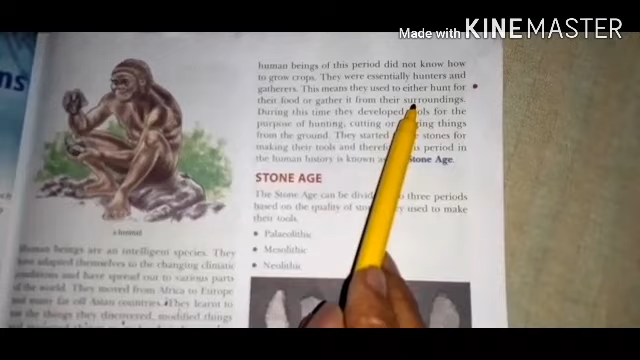 Made with KINEMASTER
ns
human beings of this period did not know how
to grow crops. They were essentially hunters and
gatherers. This means they used to either hunt for
their food or gather it from their surroundings.
During this time they developed tools for the
purpose of hunting, cutting or things
from the ground. They started stones for
making their tools and period in
the human history is known Stone Age.
STONE AGE
The Stone Age can be three periods
based on the quality of they used to make
their tools.
• Palaeolithic
• Mesolithic
• Neolithic
a hominid
Human beings are an intelligent species. They
have adapted themselves to the changing climatic
conditions and have spread out to various parts
of the world. They moved from Africa to Europe
and many far off Asian countries. They learnt to
use the things they discovered, modified things